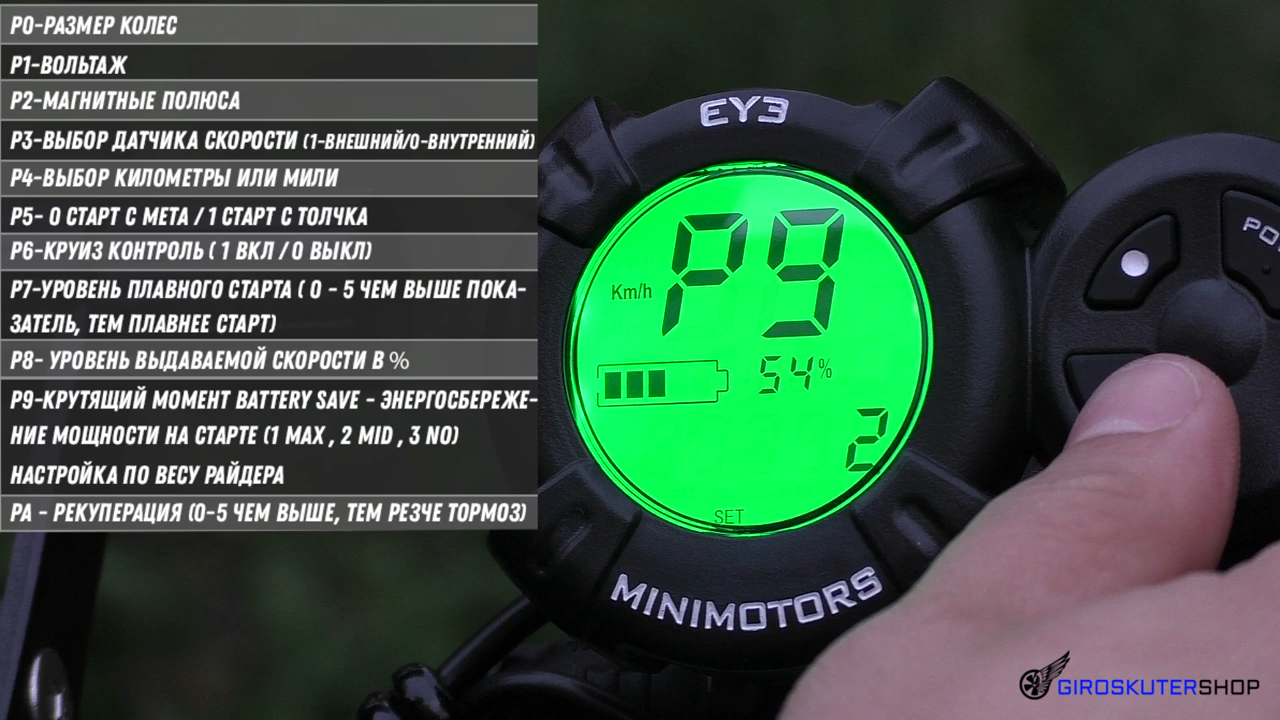 P0-РАЗМЕР КОЛЕС
P1-ВОЛЬТАЖ
P2-МАГНИТНЫЕ ПОЛЮСА
P3-ВЫБОР ДАТЧИКА СКОРОСТИ (1-ВНЕШНИЙ/0-ВНУТРЕННИЙ)
P4-ВЫБОР КИЛОМЕТРЫ ИЛИ МИЛИ
P5- 0 СТАРТ С МЕТА / 1 СТАРТ С ТОЛЧКА
P6-КРУИЗ КОНТРОЛЬ ( 1 ВКЛ / 0 ВЫКЛ)
P7-УРОВЕНЬ ПЛАВНОГО СТАРТА ( 0 - 5 ЧЕМ ВЫШЕ ПОКА-
ЗАТЕЛЬ, ТЕМ ПЛАВНЕЕ СТАРТ)
P8- УРОВЕНЬ ВЫДАВАЕМОЙ СКОРОСТИ В %
P9-КРУТЯЩИЙ МОМЕНТ BATTERY SAVE - ЭНЕРГОСБЕРЕЖЕ-
НИЕ МОЩНОСТИ НА СТАРТЕ (1 MAX , 2 MID , 3 NO)
НАСТРОЙКА ПО ВЕСУ РАЙДЕРА
PA - РЕКУПЕРАЦИЯ (0-5 ЧЕМ ВЫШЕ, ТЕМ РЕЗЧЕ ТОРМОЗ)
EY3
P9
Km/h
54%
2
SET
MINIMOTORS
GIROSKUTERSHOP